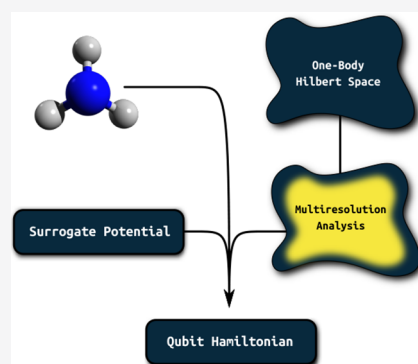 One-Body
Hilbert Space
Multiresolution
Analysis
Surrogate Potential
Qubit Hamiltonian